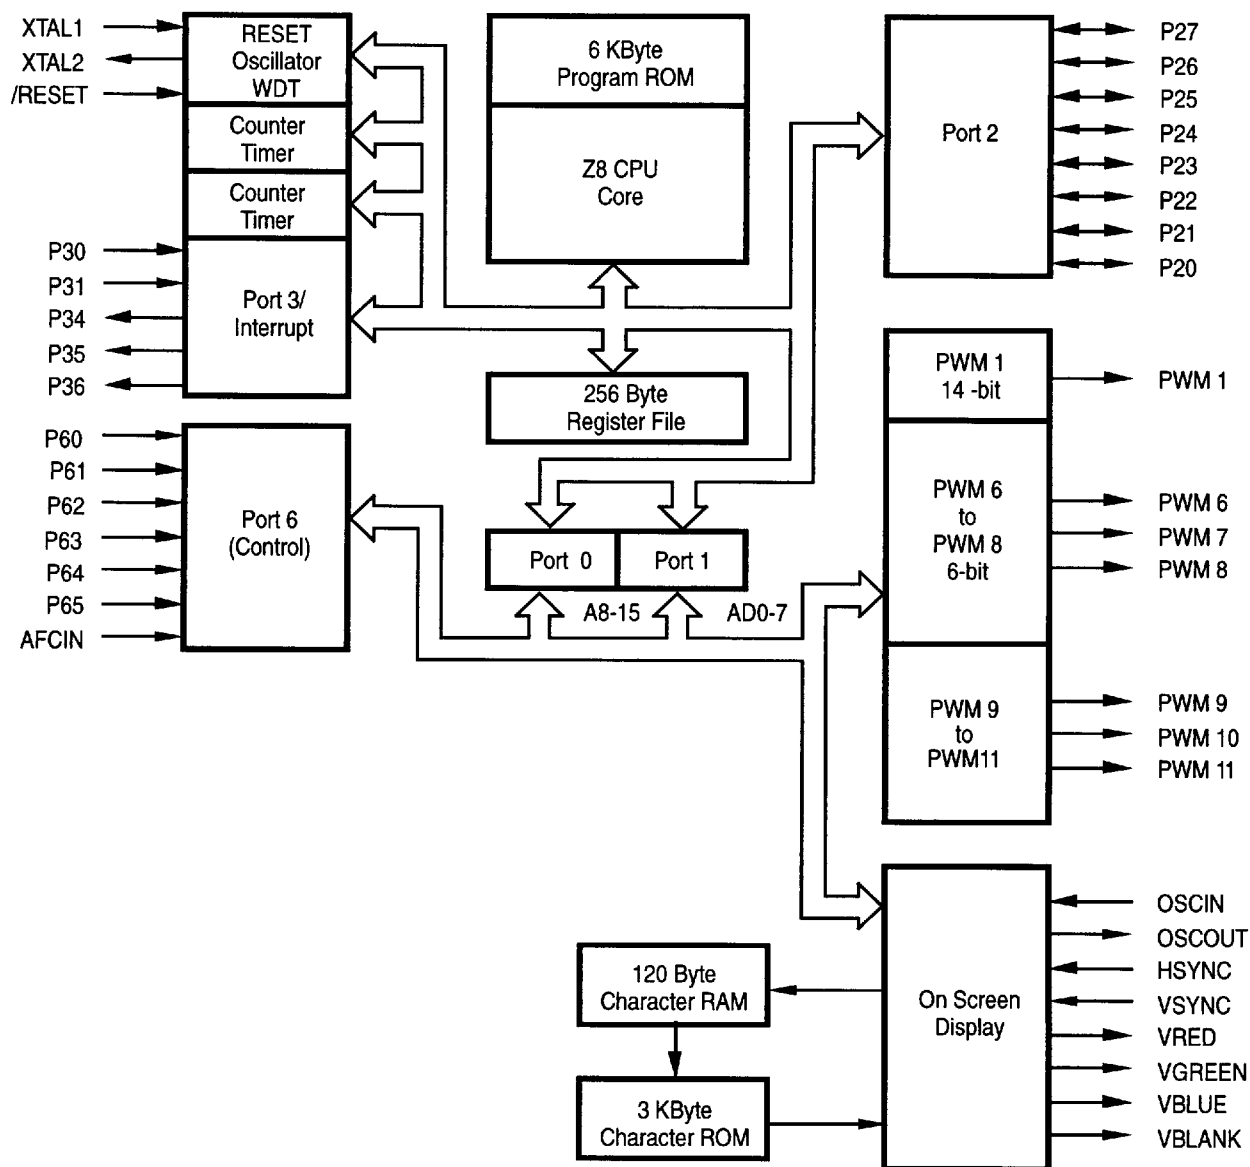 XTAL1
XTAL2
/RESET
RESET
Oscillator
WDT
Counter
Timer
Counter
Timer
P30
P31
P34
P35
P36
Port 3/
Interrupt
6 KByte
Program ROM
Z8 CPU
Core
256 Byte
Register File
Port 2
P27
P26
P25
P24
P23
P22
P21
P20
P60
P61
P62
P63
P64
P65
AFCIN
Port 6
(Control)
Port 0
Port 1
A8-15
AD0-7
PWM 1
14 -bit
PWM 1
PWM 6
to
PWM 8
6-bit
PWM 6
PWM 7
PWM 8
PWM 9
to
PWM11
PWM 9
PWM 10
PWM 11
120 Byte
Character RAM
3 KByte
Character ROM
On Screen
Display
OSCIN
OSCOUT
HSYNC
VSYNC
VRED
VGREEN
VBLUE
VBLANK